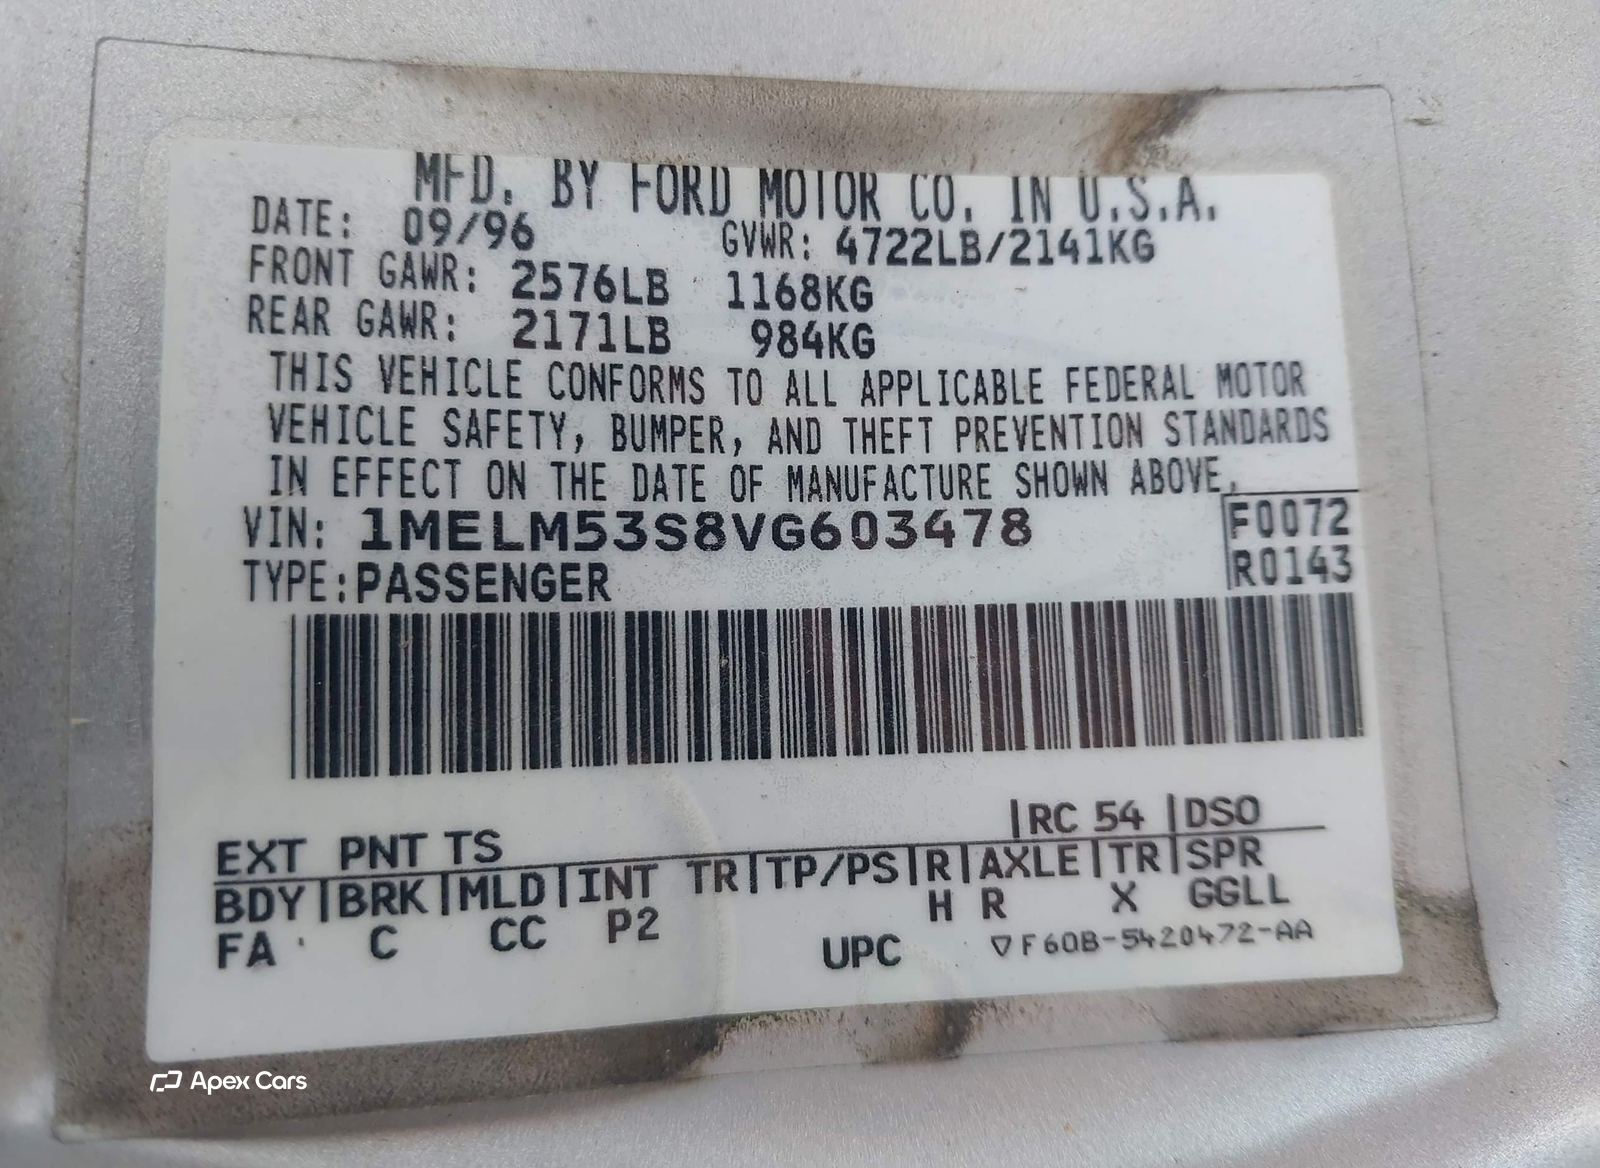 MFD. BY FORD MOTOR CO. IN U.S.A.
DATE: 09/96 GVWR: 4722LB/2141KG
FRONT GAWR: 2576LB 1168KG
REAR GAWR: 2171LB 984KG
THIS VEHICLE CONFORMS TO ALL APPLICABLE FEDERAL MOTOR
VEHICLE SAFETY, BUMPER, AND THEFT PREVENTION STANDARDS
IN EFFECT ON THE DATE OF MANUFACTURE SHOWN ABOVE.
VIN: 1MELM53S8VG603478
F0072
TYPE: PASSENGER
R0143
EXT PNT TS RC 54 DSO
BDY BRK MLD INT TR TP/PS R AXLE TR SPR
FA C CC P2 H R X GGLL
UPC ▽F60B-5420472-AA
Apex Cars